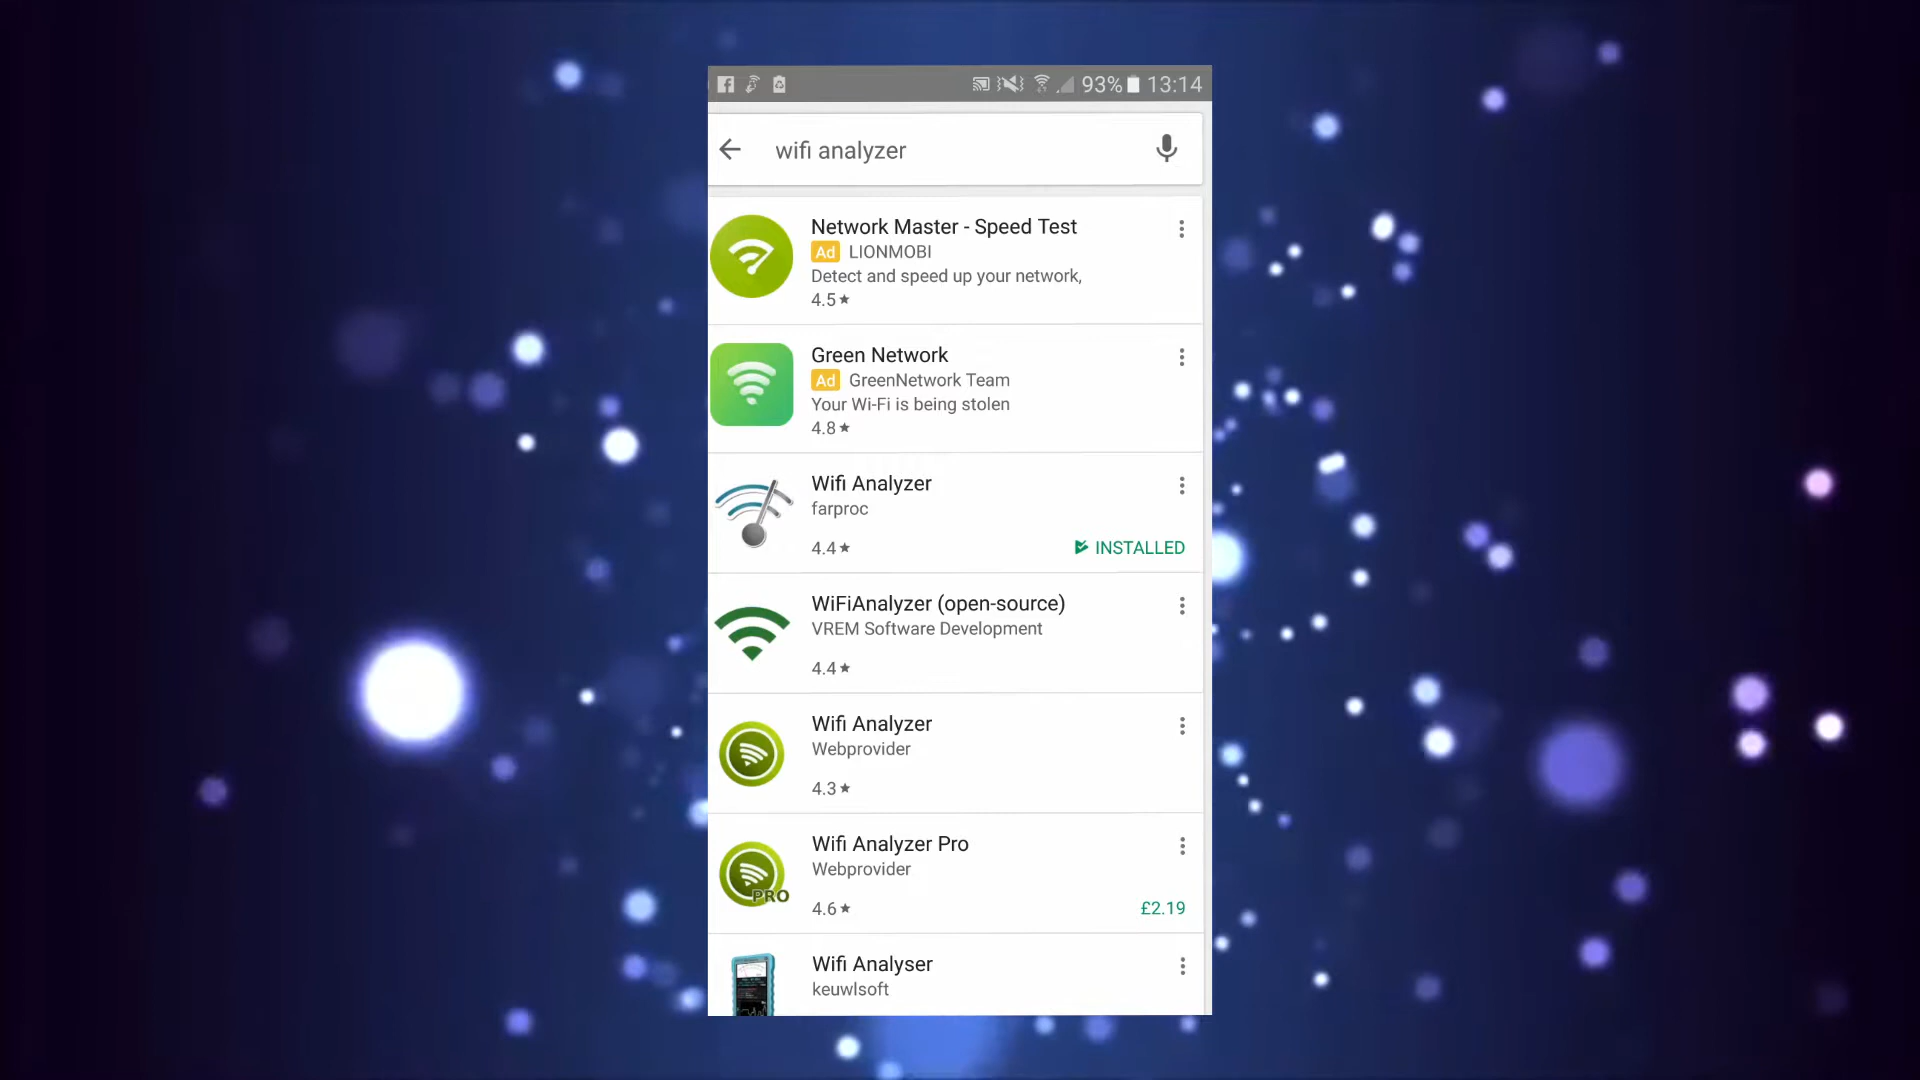 93% 13:14
wifi analyzer
Network Master - Speed Test
Ad LIONMOBI
Detect and speed up your network,
4.5★
Green Network
Ad GreenNetwork Team
Your Wi-Fi is being stolen
4.8★
Wifi Analyzer
farproc
4.4★ INSTALLED
WiFiAnalyzer (open-source)
VREM Software Development
4.4★
Wifi Analyzer
Webprovider
4.3★
Wifi Analyzer Pro
Webprovider
PRO
4.6★ £2.19
Wifi Analyser
keuwlsoft